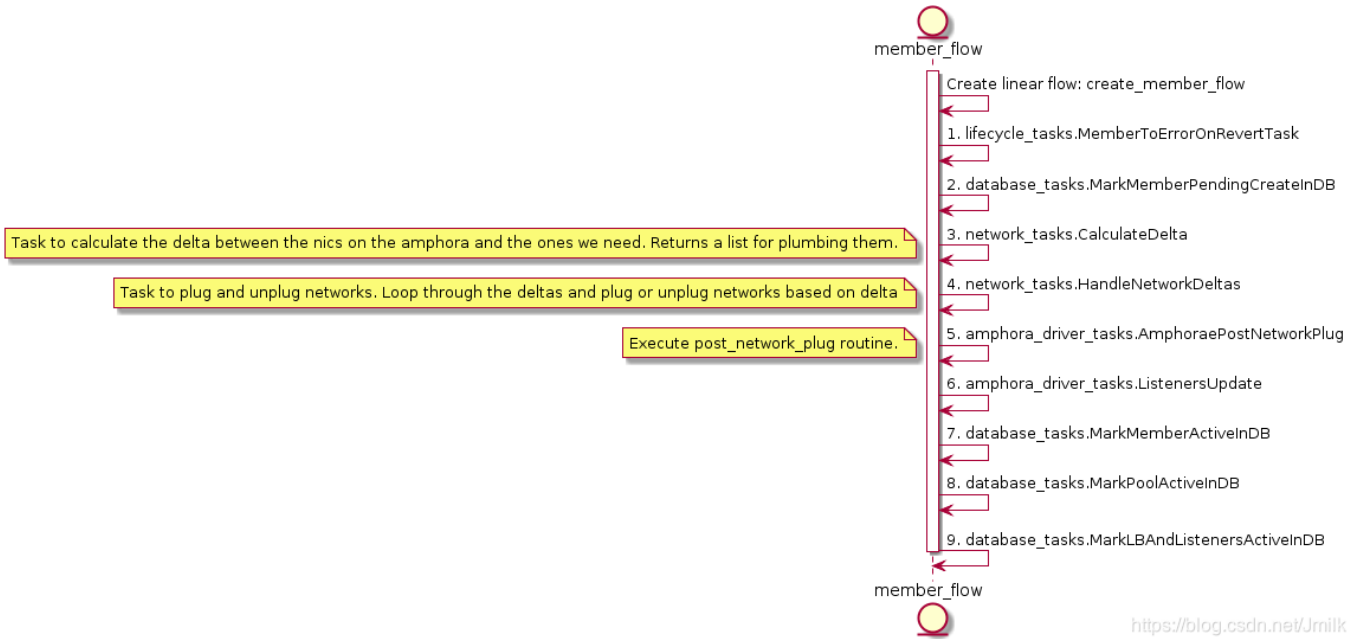 member_flow
Create linear flow: create_member_flow
1. lifecycle_tasks.MemberToErrorOnRevertTask
2. database_tasks.MarkMemberPendingCreateInDB
Task to calculate the delta between the nics on the amphora and the ones we need. Returns a list for plumbing them.
3. network_tasks.CalculateDelta
Task to plug and unplug networks. Loop through the deltas and plug or unplug networks based on delta
4. network_tasks.HandleNetworkDeltas
Execute post_network_plug routine.
5. amphora_driver_tasks.AmphoraePostNetworkPlug
6. amphora_driver_tasks.ListenersUpdate
7. database_tasks.MarkMemberActiveInDB
8. database_tasks.MarkPoolActiveInDB
9. database_tasks.MarkLBAndListenersActiveInDB
member_flow
https://blog.csdn.net/Jmilk